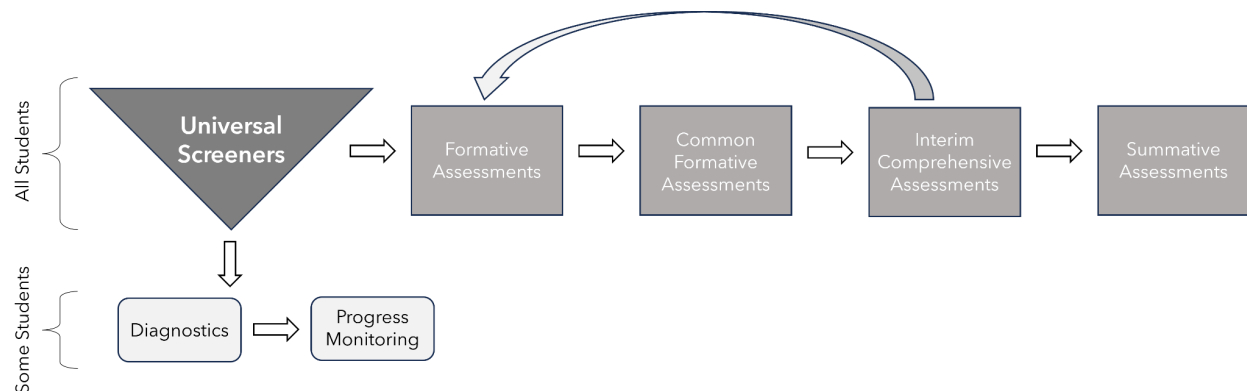 All Students
Universal
Screeners
Formative
Assessments
Common
Formative
Assessments
Interim
Comprehensive
Assessments
Summative
Assessments
Some Students
Diagnostics
Progress
Monitoring